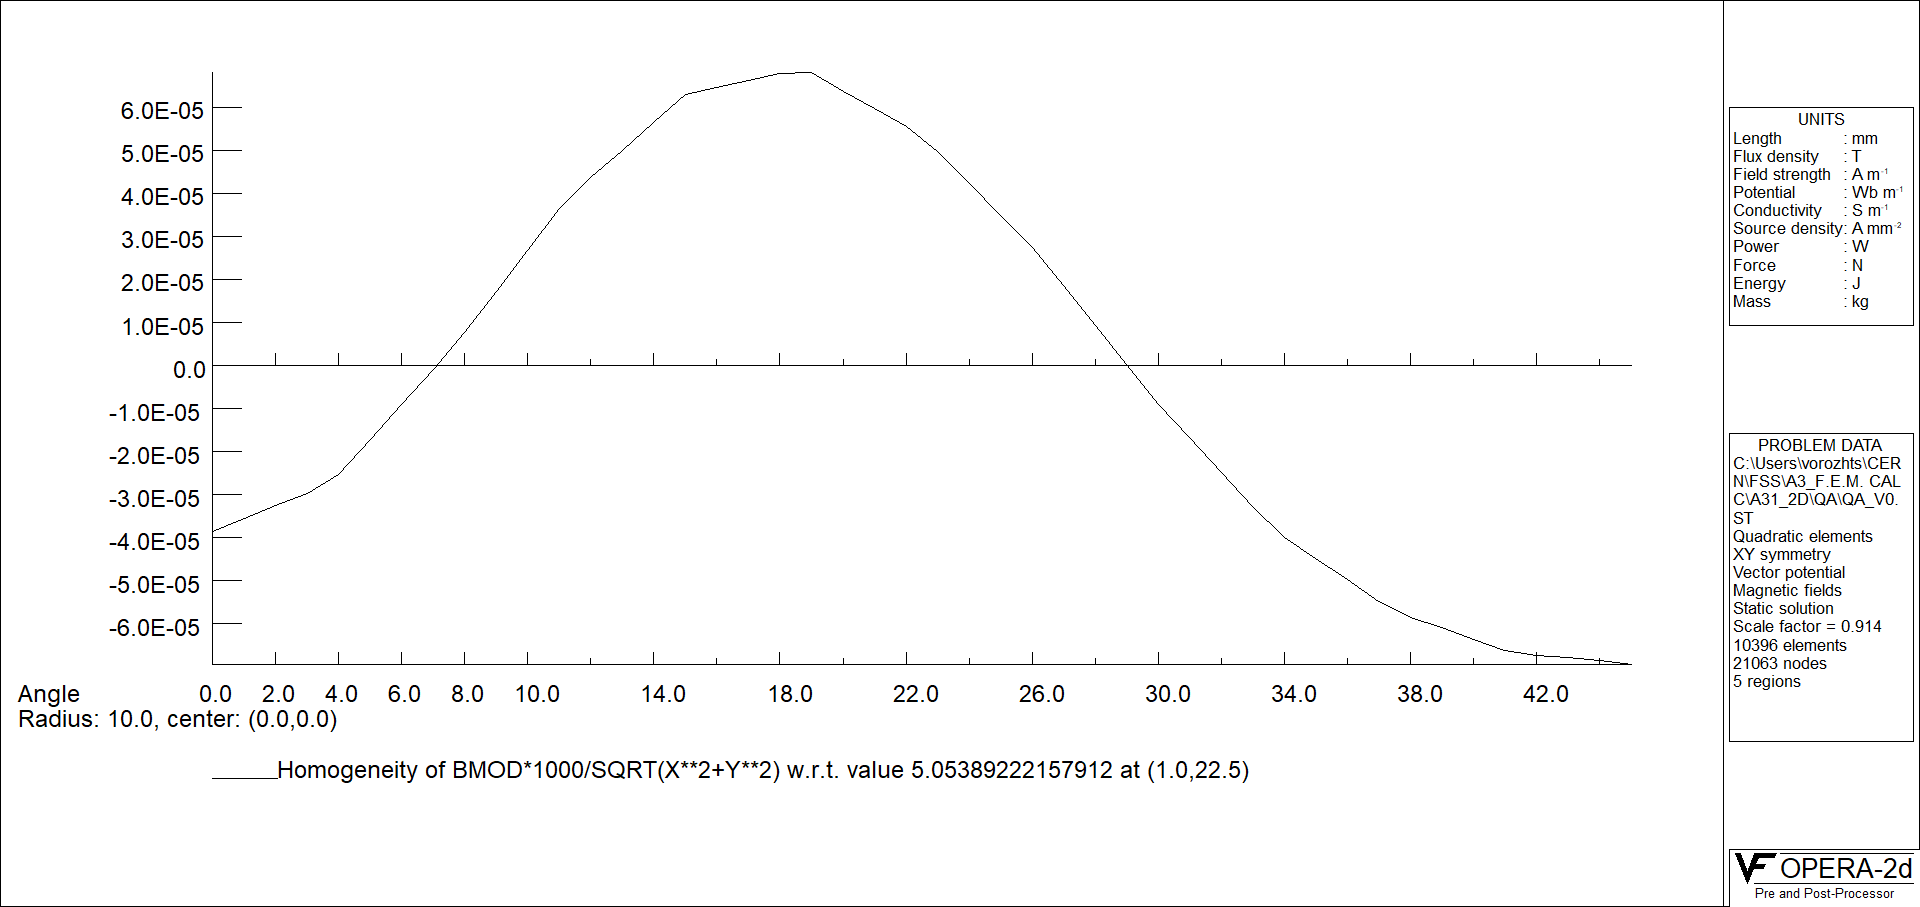 6.0E-05
5.0E-05
4.0E-05
3.0E-05
2.0E-05
1.0E-05
0.0
-1.0E-05
-2.0E-05
-3.0E-05
-4.0E-05
-5.0E-05
-6.0E-05
Angle 0.0 2.0 4.0 6.0 8.0 10.0 14.0 18.0 22.0 26.0 30.0 34.0 38.0 42.0
Radius: 10.0, center: (0.0,0.0)
Homogeneity of BMOD*1000/SQRT(X**2+Y**2) w.r.t. value 5.05389222157912 at (1.0,22.5)
UNITS
Length : mm
Flux density : T
Field strength : A m⁻¹
Potential : Wb m⁻¹
Conductivity : S m⁻¹
Source density: A mm⁻²
Power : W
Force : N
Energy : J
Mass : kg
PROBLEM DATA
C:\Users\vorozhts\CER
N\FSS\A3_F.E.M. CAL
C\A31_2D\QA\QA_V0.
ST
Quadratic elements
XY symmetry
Vector potential
Magnetic fields
Static solution
Scale factor = 0.914
10396 elements
21063 nodes
5 regions
VF OPERA-2d
Pre and Post-Processor